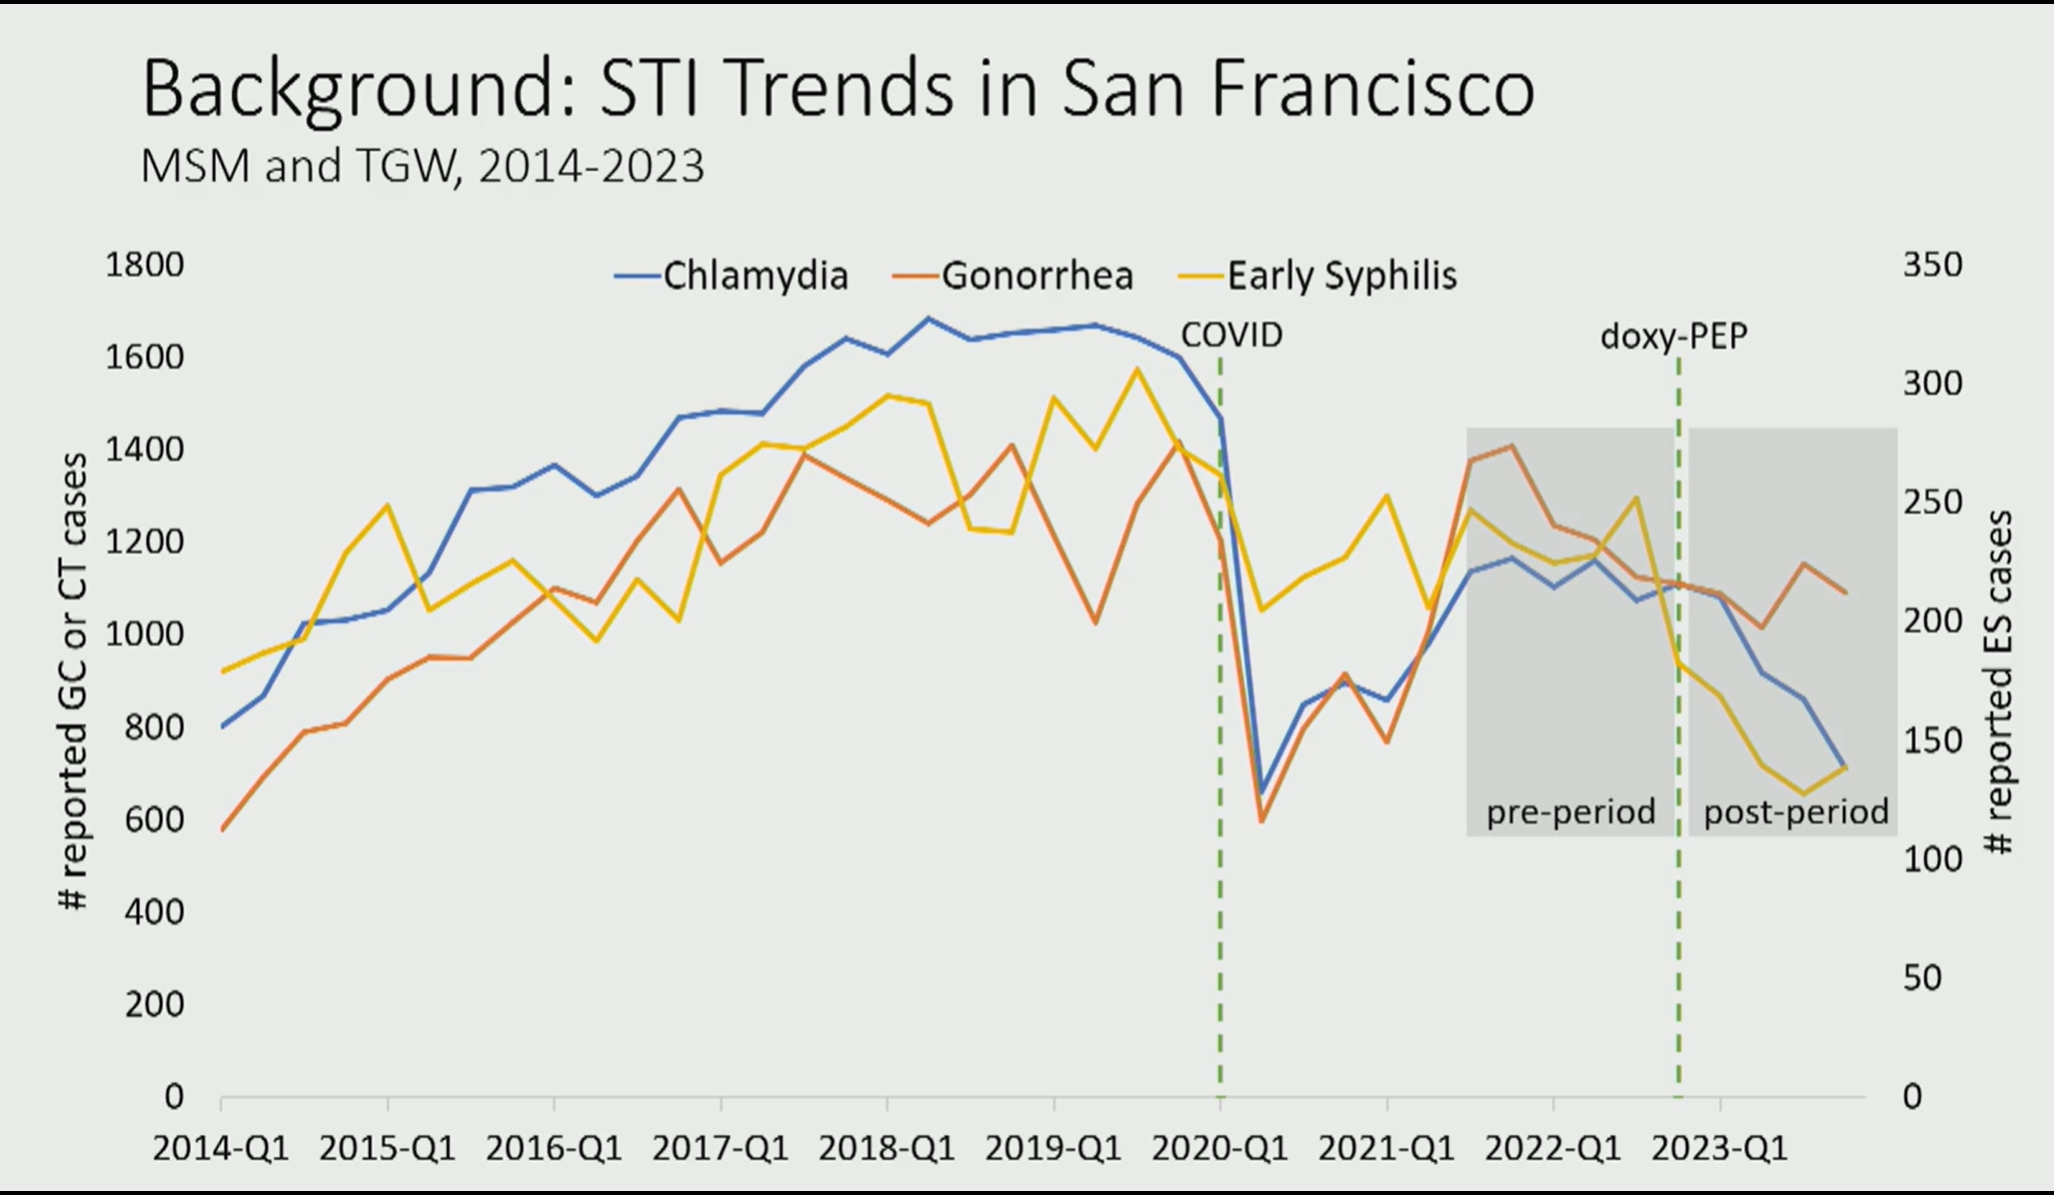 Background: STI Trends in San Francisco
MSM and TGW, 2014-2023
Chlamydia Gonorrhea Early Syphilis
COVID
doxy-PEP
# reported GC or CT cases
1800
1600
1400
1200
1000
800
600
400
200
0
pre-period
post-period
350
300
250
200
150
100
50
0
# reported ES cases
2014-Q1 2015-Q1 2016-Q1 2017-Q1 2018-Q1 2019-Q1 2020-Q1 2021-Q1 2022-Q1 2023-Q1